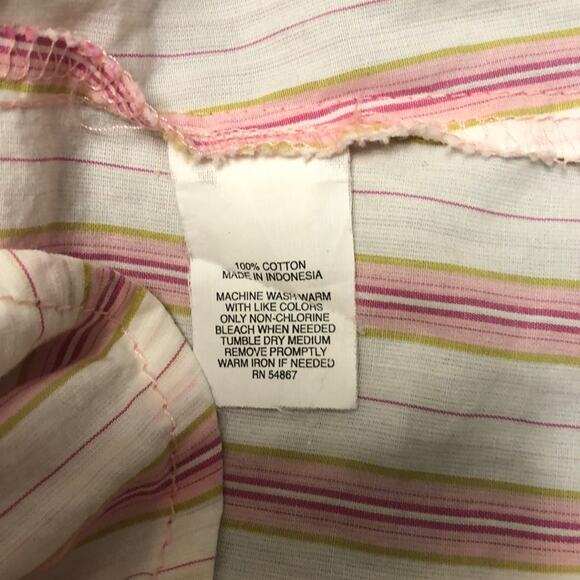 100% COTTON
MADE IN INDONESIA
MACHINE WASH WARM
WITH LIKE COLORS
ONLY NON-CHLORINE
BLEACH WHEN NEEDED
TUMBLE DRY MEDIUM
REMOVE PROMPTLY
WARM IRON IF NEEDED
RN 54867